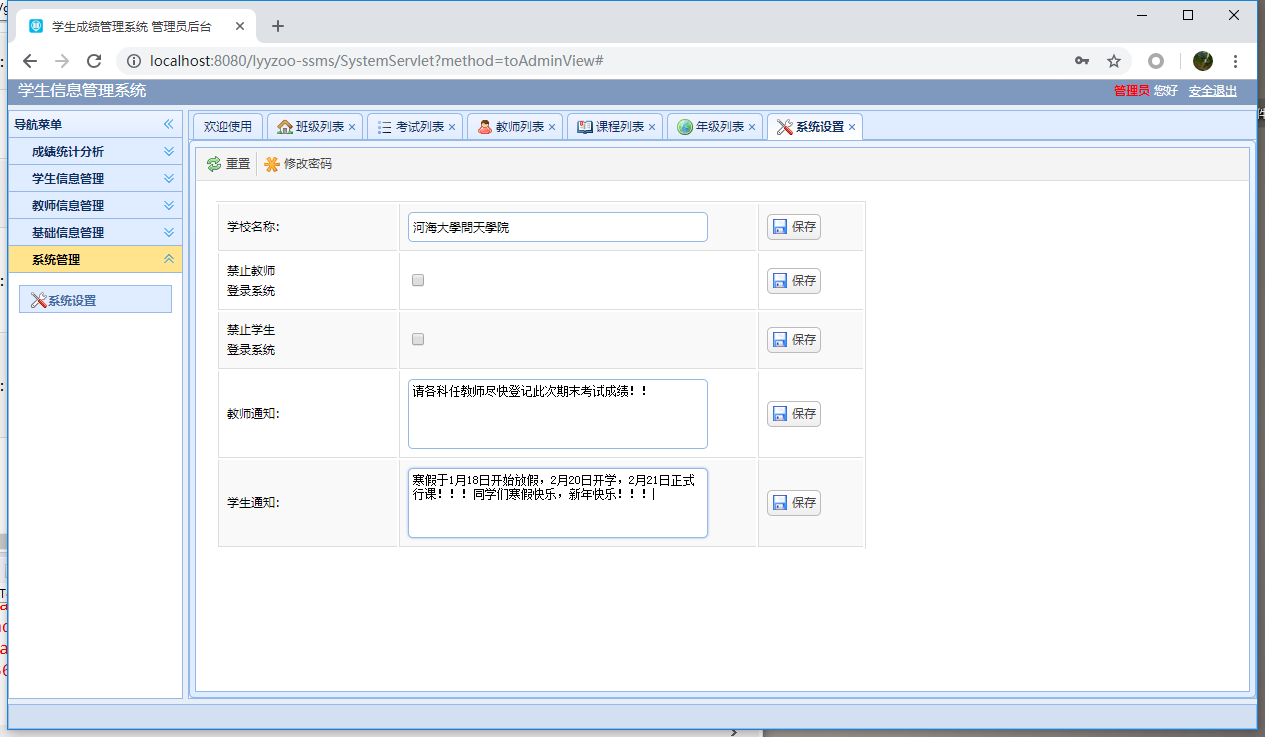 学生成绩管理系统 管理员后台
localhost:8080/lyyzoo-ssms/SystemServlet?method=toAdminView#
学生信息管理系统
管理员 您好 安全退出
导航菜单
成绩统计分析
学生信息管理
教师信息管理
基础信息管理
系统管理
系统设置
欢迎使用 班级列表 考试列表 教师列表 课程列表 年级列表 系统设置
重置 修改密码
学校名称: 河海大學問天學院 保存
禁止教师
登录系统
保存
禁止学生
登录系统
保存
教师通知: 请各科任教师尽快登记此次期末考试成绩！！ 保存
学生通知:
寒假于1月18日开始放假，2月20日开学，2月21日正式
行课！！！同学们寒假快乐，新年快乐！！！
保存